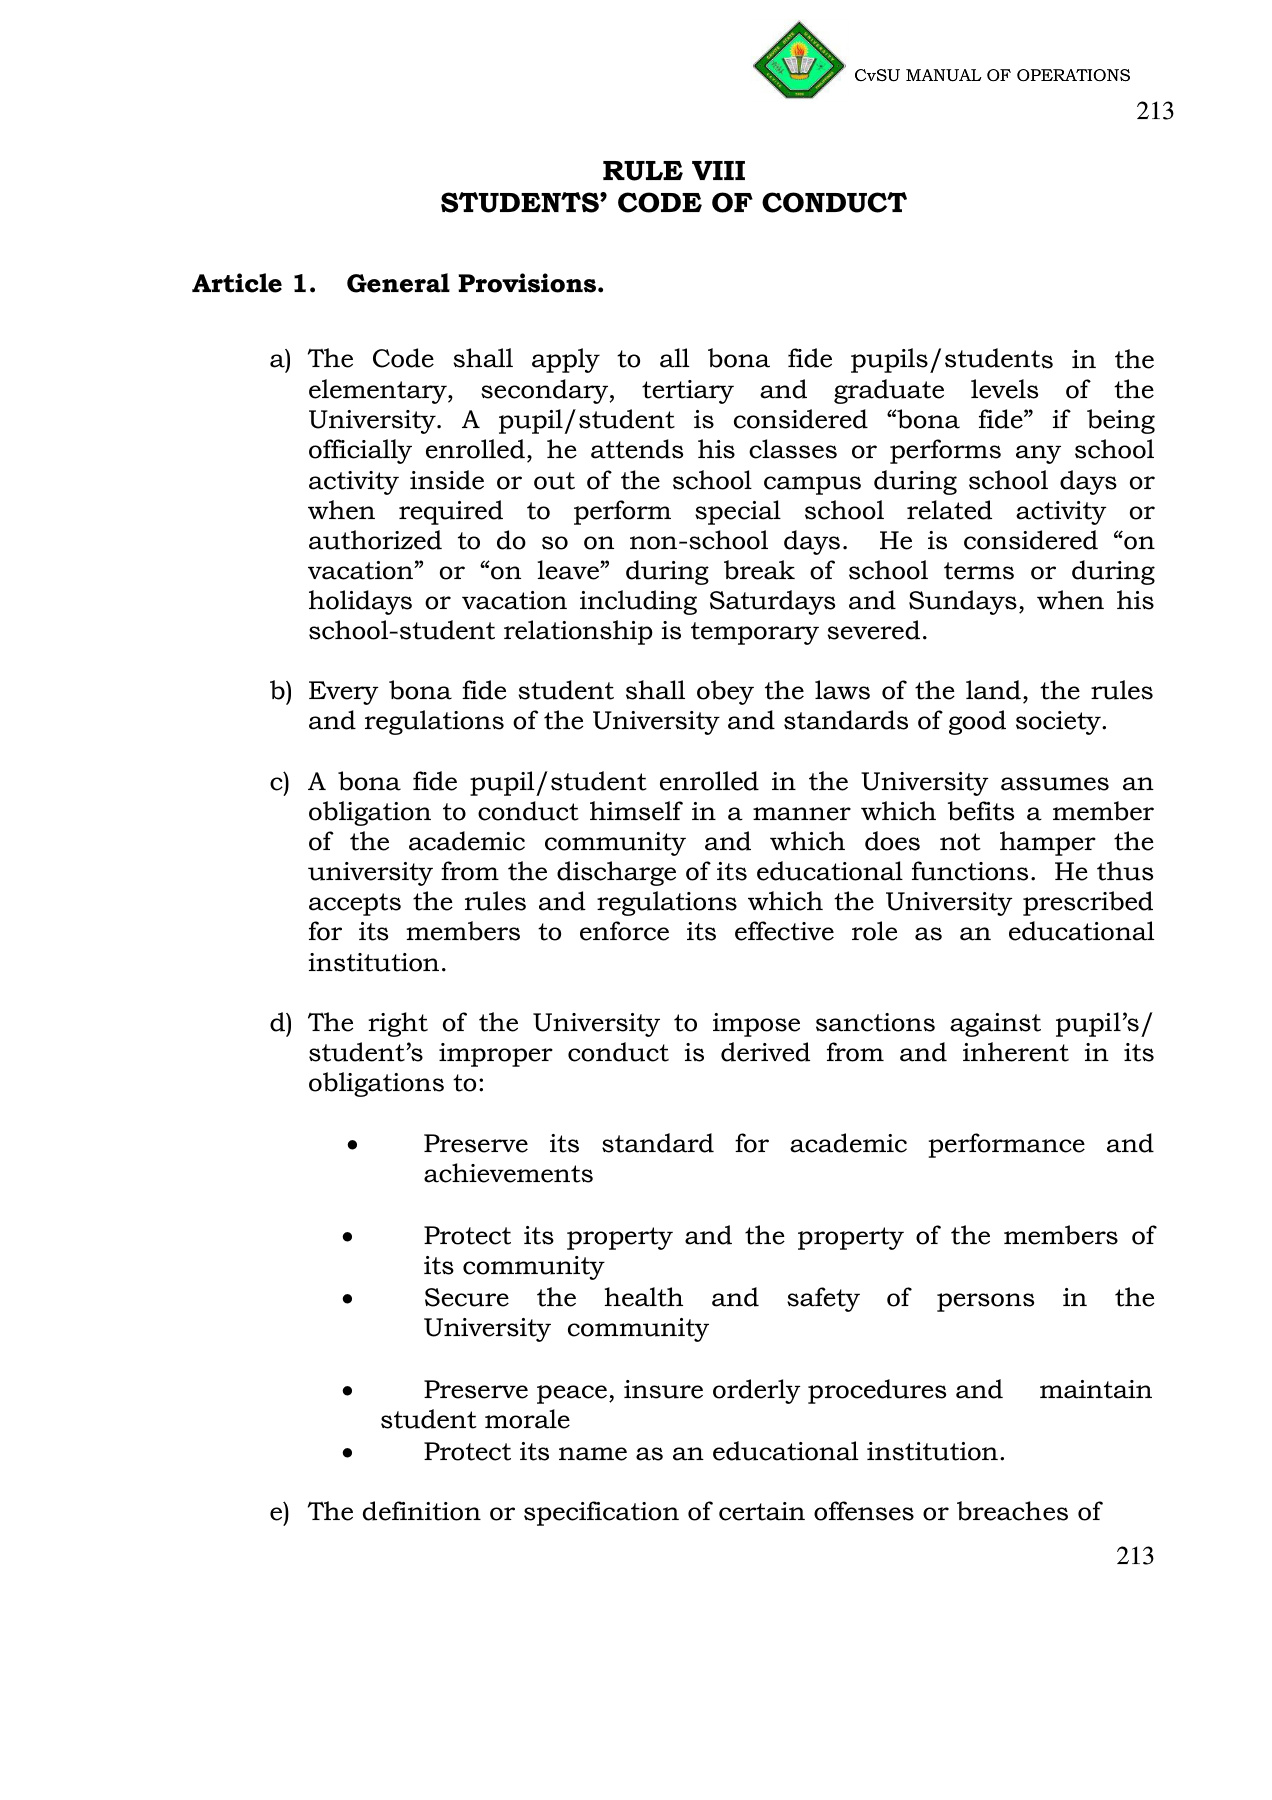 CvSU MANUAL OF OPERATIONS
213
RULE VIII
STUDENTS’ CODE OF CONDUCT
Article 1. General Provisions.
a) The Code shall apply to all bona fide pupils/students in the
elementary, secondary, tertiary and graduate levels of the
University. A pupil/student is considered “bona fide” if being
officially enrolled, he attends his classes or performs any school
activity inside or out of the school campus during school days or
when required to perform special school related activity or
authorized to do so on non-school days. He is considered “on
vacation” or “on leave” during break of school terms or during
holidays or vacation including Saturdays and Sundays, when his
school-student relationship is temporary severed.
b) Every bona fide student shall obey the laws of the land, the rules
and regulations of the University and standards of good society.
c) A bona fide pupil/student enrolled in the University assumes an
obligation to conduct himself in a manner which befits a member
of the academic community and which does not hamper the
university from the discharge of its educational functions. He thus
accepts the rules and regulations which the University prescribed
for its members to enforce its effective role as an educational
institution.
d) The right of the University to impose sanctions against pupil’s/
student’s improper conduct is derived from and inherent in its
obligations to:
• Preserve its standard for academic performance and
achievements
• Protect its property and the property of the members of
its community
• Secure the health and safety of persons in the
University community
• Preserve peace, insure orderly procedures and maintain
student morale
• Protect its name as an educational institution.
e) The definition or specification of certain offenses or breaches of
213